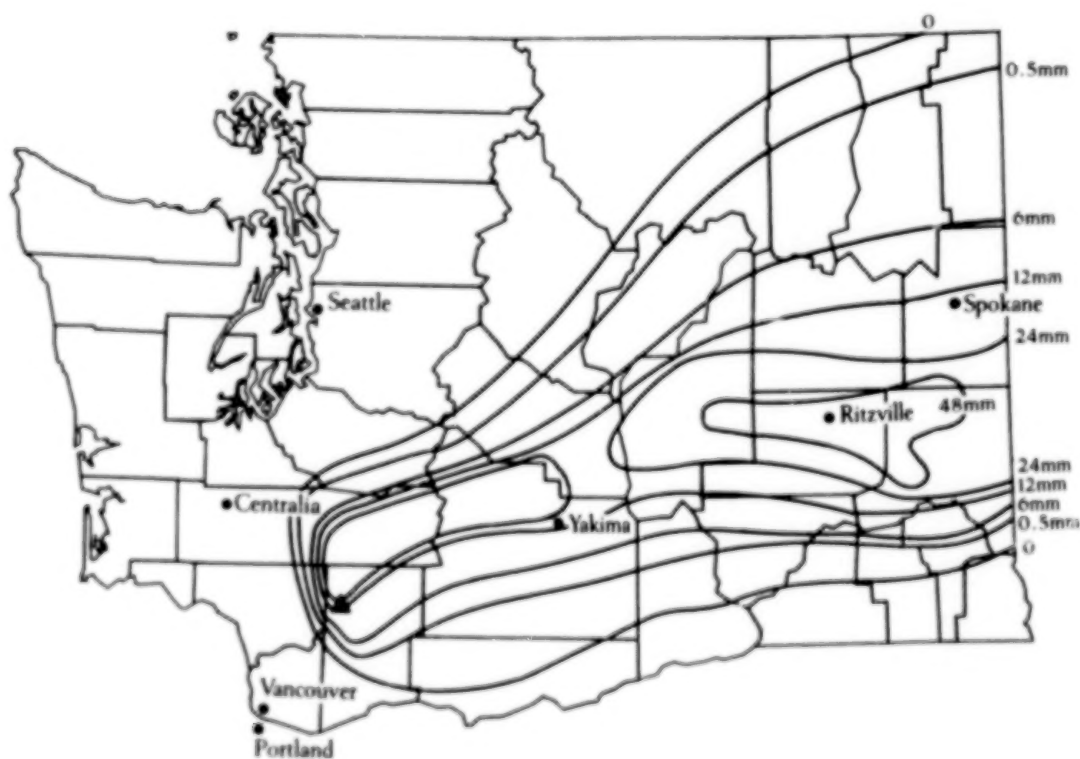 0
0.5mm
6mm
12mm
Seattle
Spokane
24mm
Ritzville
48mm
24mm
12mm
6mm
0.5mm
0
Centralia
Yakima
Vancouver
Portland